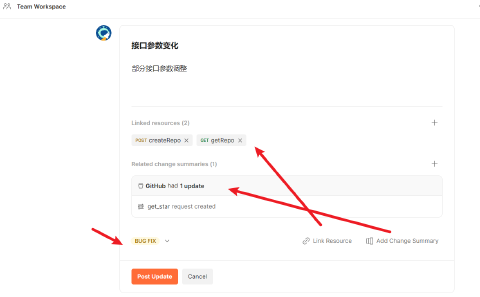 Team Workspace
接口参数变化
部分接口参数调整
Linked resources (2)
POST createRepo GET getRepo
Related change summaries (1)
GitHub had 1 update
get_star request created
BUG FIX Link Resource Add Change Summary
Post Update Cancel